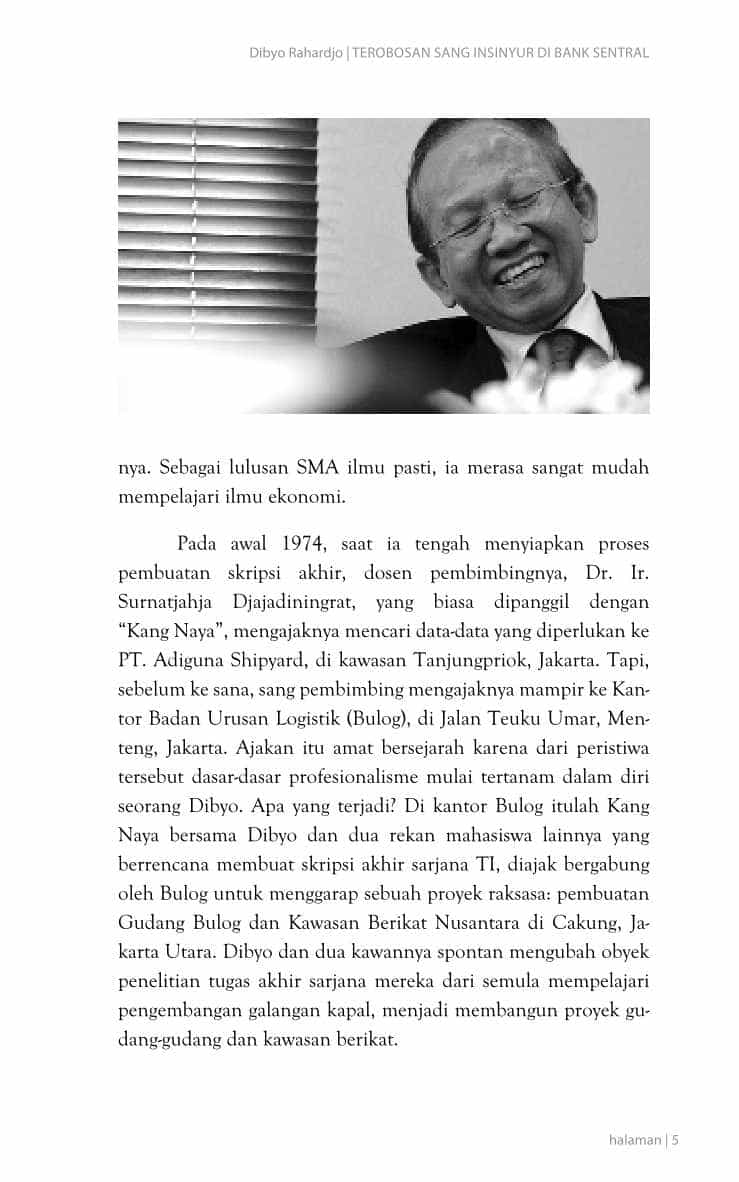 Dibyo Rahardjo | TEROBOSAN SANG INSINYUR DI BANK SENTRAL
nya. Sebagai lulusan SMA ilmu pasti, ia merasa sangat mudah
mempelajari ilmu ekonomi.
Pada awal 1974, saat ia tengah menyiapkan proses
pembuatan skripsi akhir, dosen pembimbingnya, Dr. Ir.
Surnatjahja Djajadiningrat, yang biasa dipanggil dengan
“Kang Naya”, mengajaknya mencari data-data yang diperlukan ke
PT. Adiguna Shipyard, di kawasan Tanjungpriok, Jakarta. Tapi,
sebelum ke sana, sang pembimbing mengajaknya mampir ke Kan-
tor Badan Urusan Logistik (Bulog), di Jalan Teuku Umar, Men-
teng, Jakarta. Ajakan itu amat bersejarah karena dari peristiwa
tersebut dasar-dasar profesionalisme mulai tertanam dalam diri
seorang Dibyo. Apa yang terjadi? Di kantor Bulog itulah Kang
Naya bersama Dibyo dan dua rekan mahasiswa lainnya yang
berrencana membuat skripsi akhir sarjana TI, diajak bergabung
oleh Bulog untuk menggarap sebuah proyek raksasa: pembuatan
Gudang Bulog dan Kawasan Berikat Nusantara di Cakung, Ja-
karta Utara. Dibyo dan dua kawannya spontan mengubah obyek
penelitian tugas akhir sarjana mereka dari semula mempelajari
pengembangan galangan kapal, menjadi membangun proyek gu-
dang-gudang dan kawasan berikat.
halaman | 5